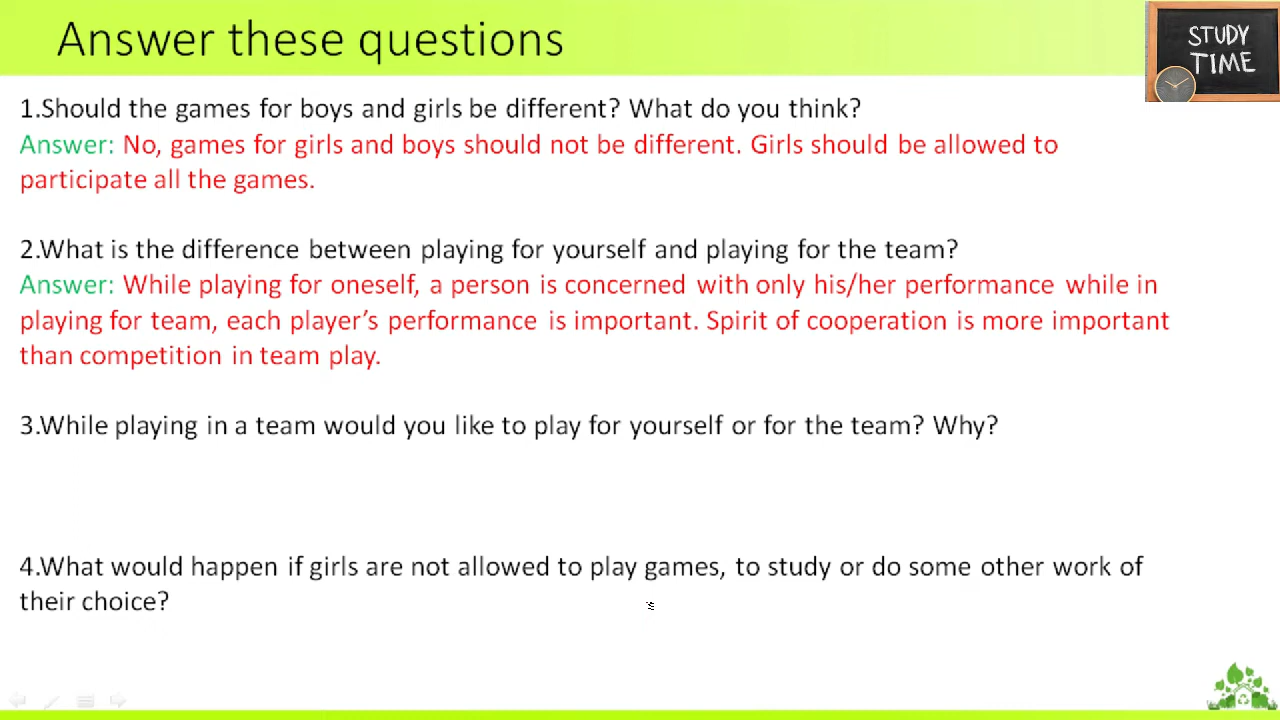 Answer these questions
STUDY
TIME
1.Should the games for boys and girls be different? What do you think?
Answer: No, games for girls and boys should not be different. Girls should be allowed to
participate all the games.
2.What is the difference between playing for yourself and playing for the team?
Answer: While playing for oneself, a person is concerned with only his/her performance while in
playing for team, each player’s performance is important. Spirit of cooperation is more important
than competition in team play.
3.While playing in a team would you like to play for yourself or for the team? Why?
4.What would happen if girls are not allowed to play games, to study or do some other work of
their choice?